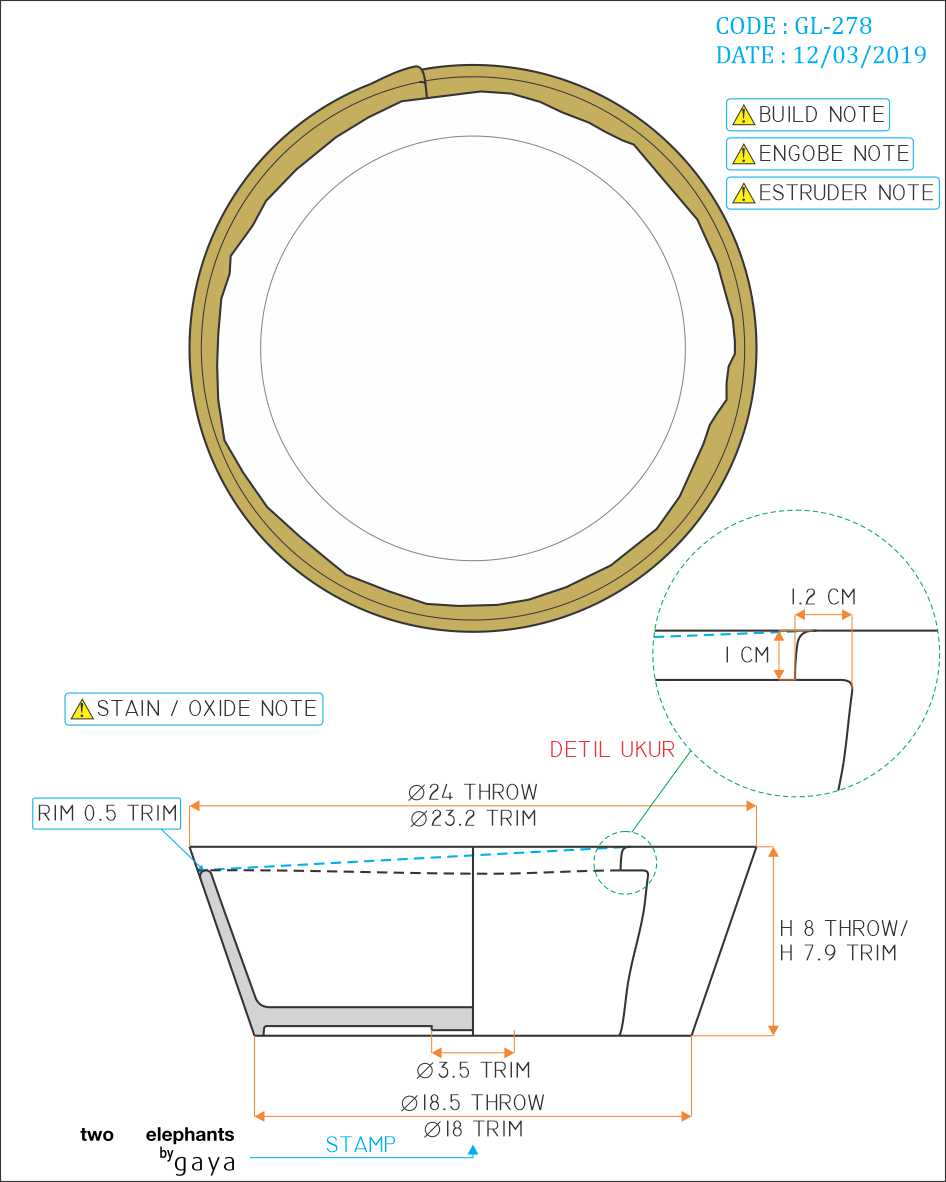 CODE : GL-278
DATE : 12/03/2019
BUILD NOTE
ENGOBE NOTE
ESTRUDER NOTE
1.2 CM
1 CM
STAIN / OXIDE NOTE
DETIL UKUR
Ø24 THROW
Ø23.2 TRIM
RIM 0.5 TRIM
H 8 THROW/
H 7.9 TRIM
Ø3.5 TRIM
Ø18.5 THROW
Ø18 TRIM
two elephants
by gaya
STAMP